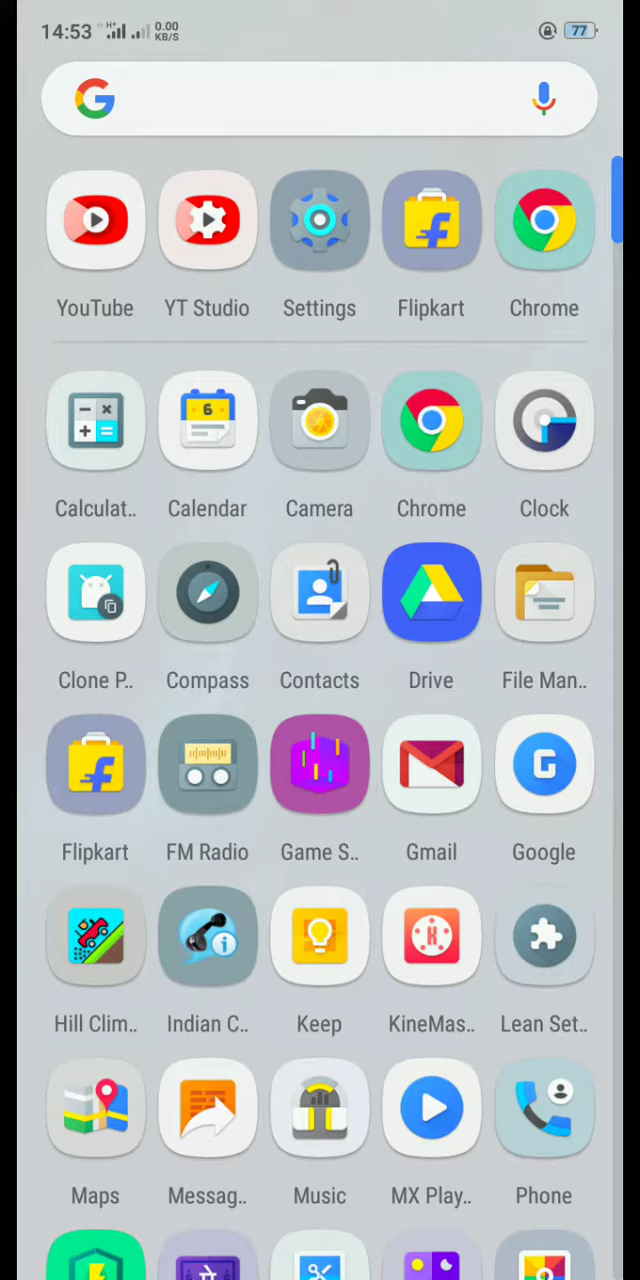 14:53 H+ 0.00 KB/S 77
YouTube YT Studio Settings Flipkart Chrome
6
Calculat.. Calendar Camera Chrome Clock
Clone P.. Compass Contacts Drive File Man..
Flipkart FM Radio Game S.. Gmail Google
Hill Clim.. Indian C.. Keep KineMas.. Lean Set..
Maps Messag.. Music MX Play.. Phone